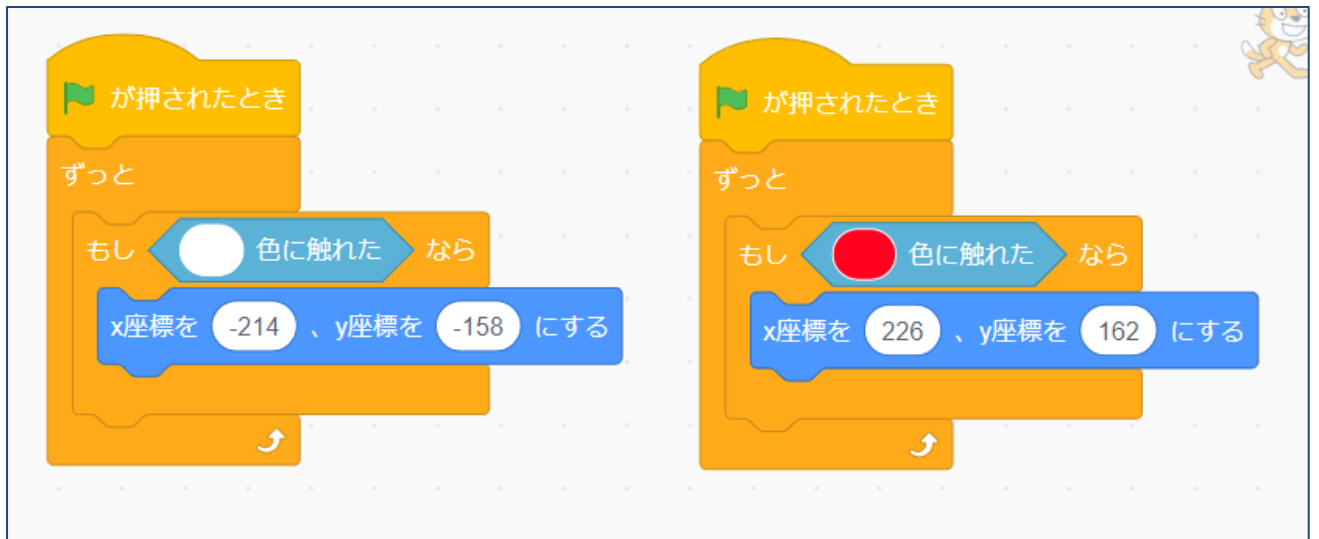 が押されたとき
ずっと
もし 色に触れた なら
x座標を -214 、y座標を -158 にする
が押されたとき
ずっと
もし 色に触れた なら
x座標を 226 、y座標を 162 にする